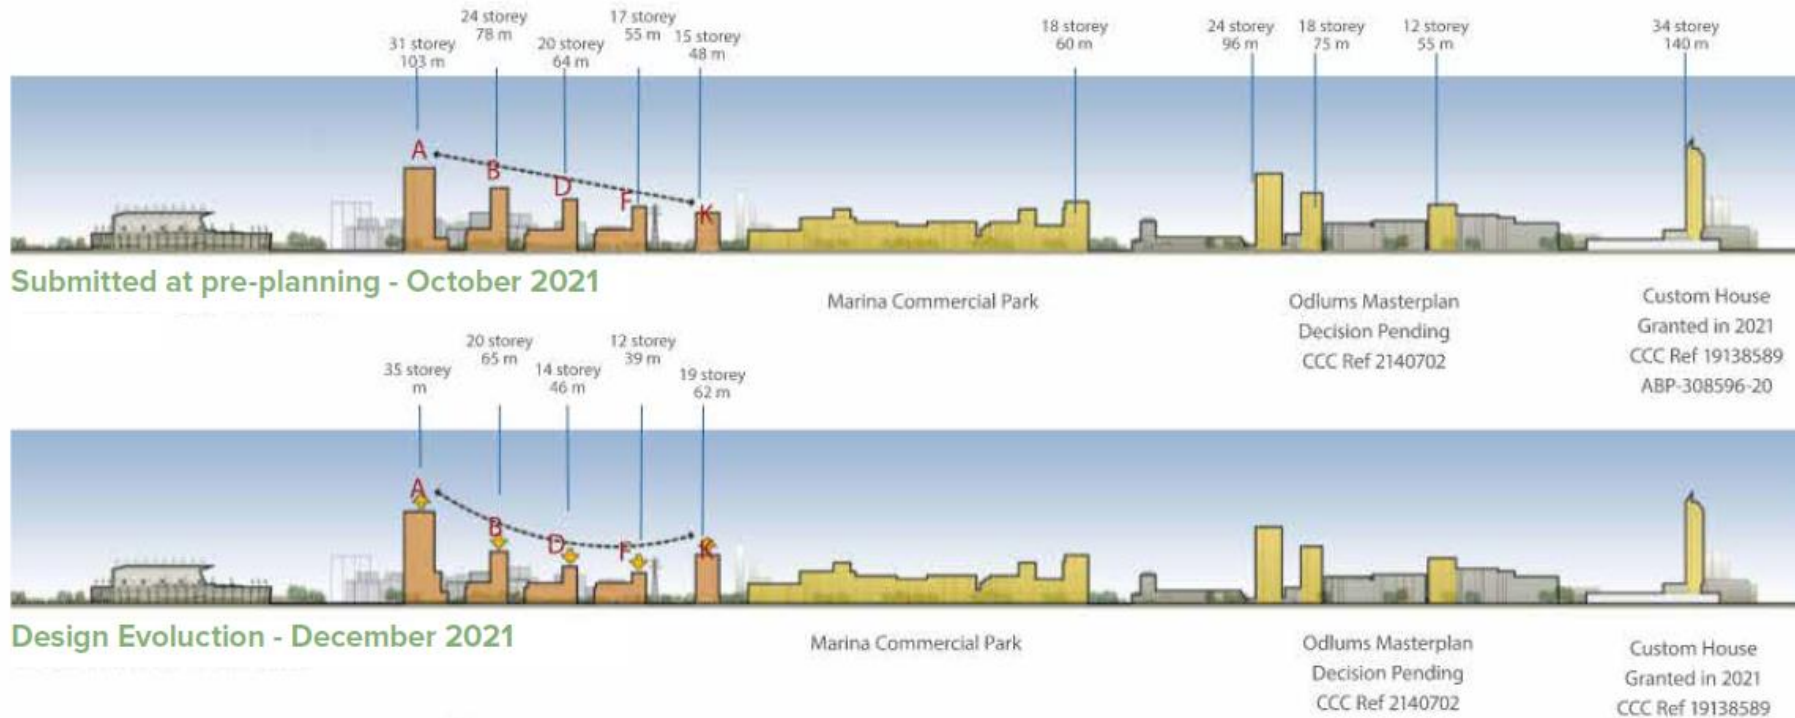 24 storey
78 m
17 storey
55 m
31 storey
103 m
20 storey
64 m
15 storey
48 m
18 storey
60 m
24 storey
96 m
18 storey
75 m
12 storey
55 m
34 storey
140 m
A
B
D
F
K
Submitted at pre-planning - October 2021
Marina Commercial Park
Odlums Masterplan
Decision Pending
CCC Ref 2140702
Custom House
Granted in 2021
CCC Ref 19138589
ABP-308596-20
20 storey
65 m
12 storey
39 m
35 storey
m
14 storey
46 m
19 storey
62 m
A
B
D
F
K
Design Evoluction - December 2021
Marina Commercial Park
Odlums Masterplan
Decision Pending
CCC Ref 2140702
Custom House
Granted in 2021
CCC Ref 19138589